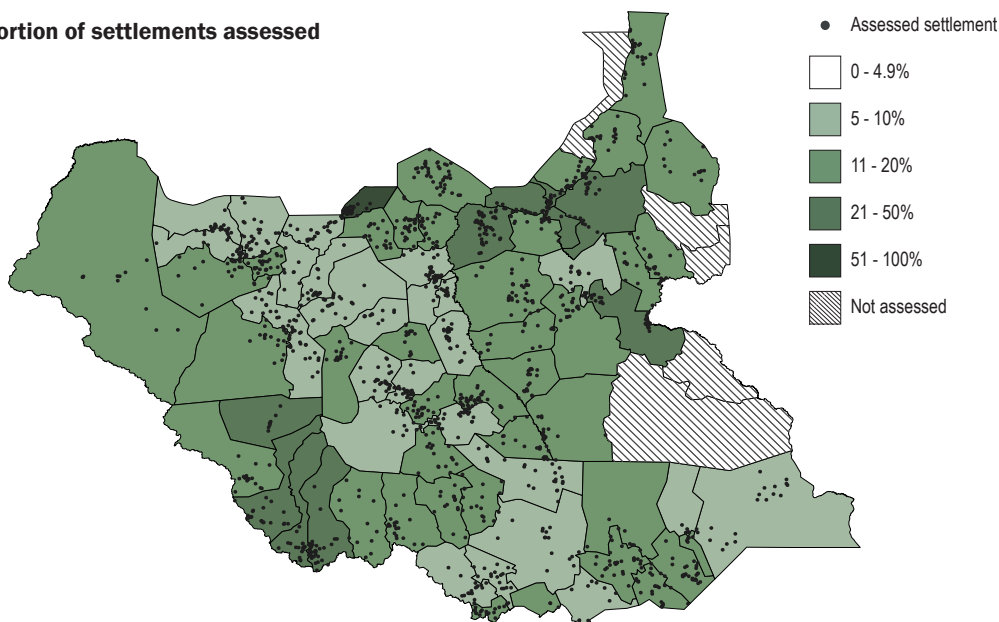 ortion of settlements assessed
Assessed settlement
0 - 4.9%
5 - 10%
11 - 20%
21 - 50%
51 - 100%
Not assessed